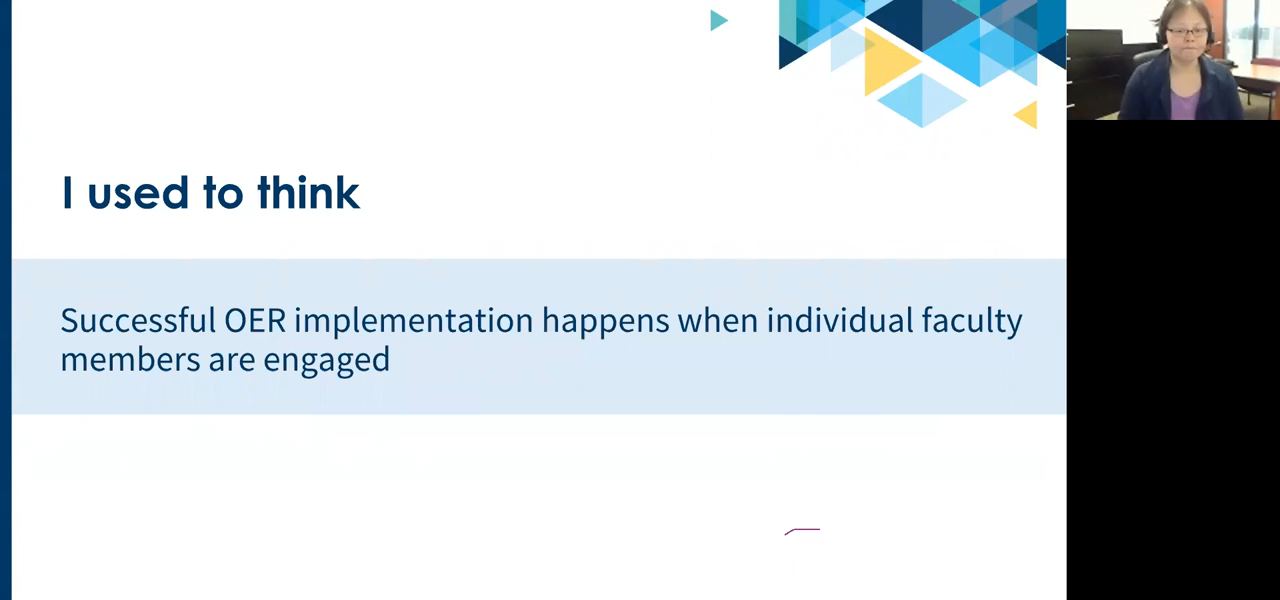 I used to think
Successful OER implementation happens when individual faculty
members are engaged